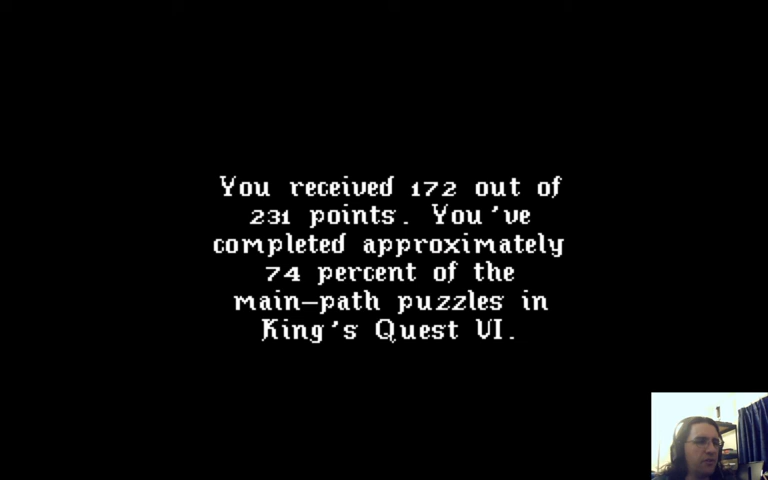 You received 172 out of
231 points. You've
completed approximately
74 percent of the
main-path puzzles in
King's Quest VI.